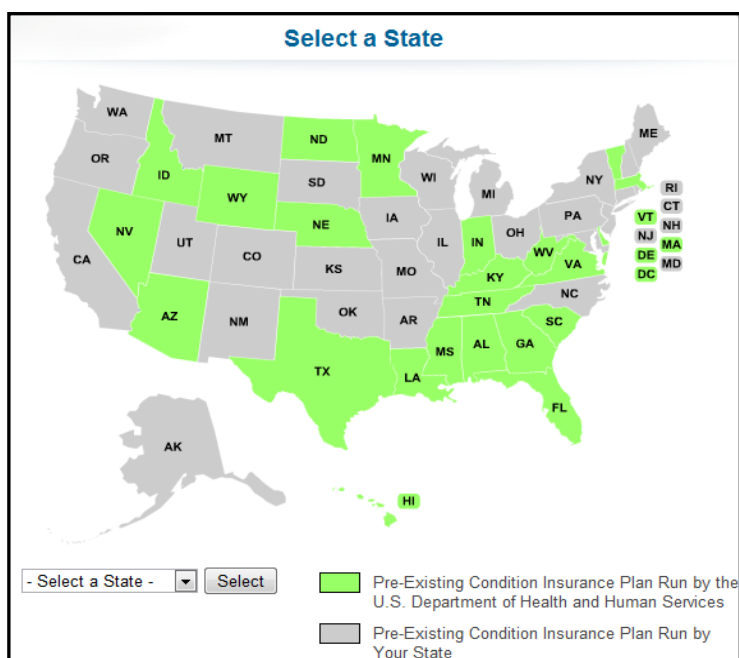 Select a State
WA
MT
ND
MN
ME
OR
ID
WY
SD
WI
MI
NY
RI
CT
VT
NH
NJ
MA
DE
MD
DC
NV
UT
NE
IA
IL
IN
OH
PA
CA
CO
KS
MO
KY
WV
VA
AZ
NM
OK
AR
TN
NC
SC
TX
LA
MS
AL
GA
FL
AK
HI
- Select a State -
Select
Pre-Existing Condition Insurance Plan Run by the
U.S. Department of Health and Human Services
Pre-Existing Condition Insurance Plan Run by
Your State